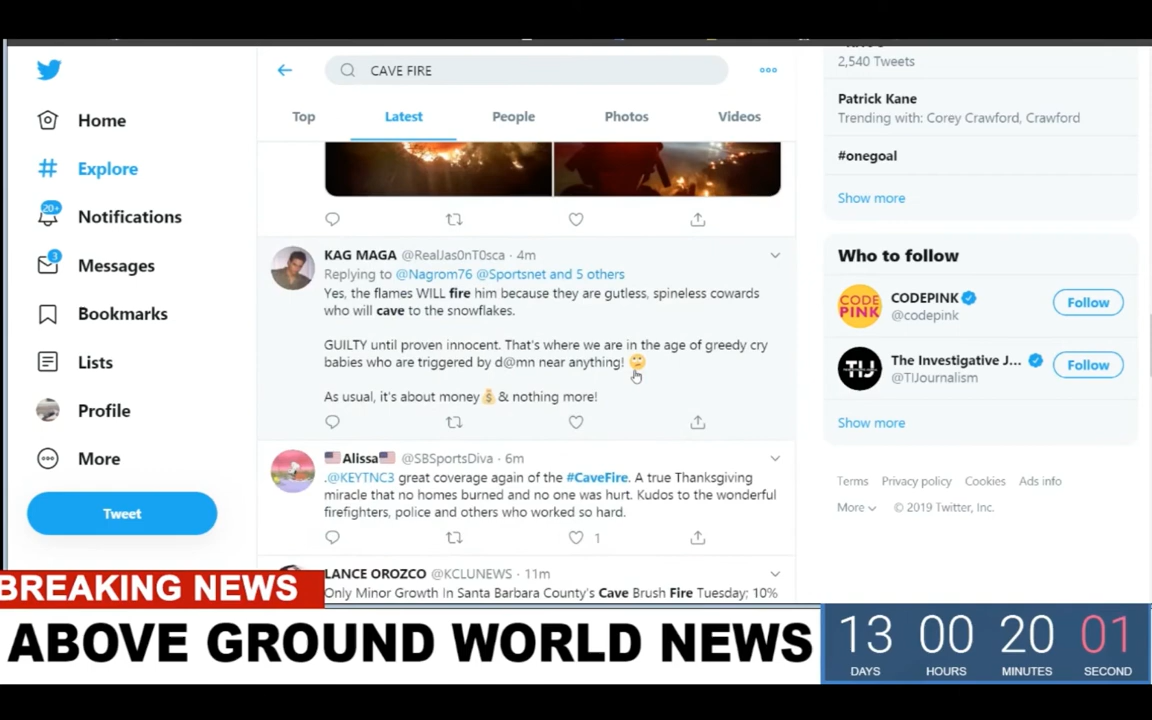 CAVE FIRE
Home
Explore
20+
Notifications
3
Messages
Bookmarks
Lists
Profile
More
Tweet
Top
Latest
People
Photos
Videos
KAG MAGA @RealJas0nT0sca · 4m
Replying to @Nagrom76 @Sportsnet and 5 others
Yes, the flames WILL fire him because they are gutless, spineless cowards
who will cave to the snowflakes.
GUILTY until proven innocent. That's where we are in the age of greedy cry
babies who are triggered by d@mn near anything! 🙄
As usual, it's about money💰& nothing more!
🇺🇸Alissa🇺🇸 @SBSportsDiva · 6m
.@KEYTNC3 great coverage again of the #CaveFire. A true Thanksgiving
miracle that no homes burned and no one was hurt. Kudos to the wonderful
firefighters, police and others who worked so hard.
1
LANCE OROZCO @KCLUNEWS · 11m
Only Minor Growth In Santa Barbara County's Cave Brush Fire Tuesday; 10%
2,540 Tweets
Patrick Kane
Trending with: Corey Crawford, Crawford
#onegoal
Show more
Who to follow
CODE
PINK
CODEPINK
@codepink
Follow
TIJ
The Investigative J...
@TIJournalism
Follow
Show more
Terms Privacy policy Cookies Ads info
More © 2019 Twitter, Inc.
BREAKING NEWS
ABOVE GROUND WORLD NEWS
13 00 20 01
DAYS HOURS MINUTES SECOND